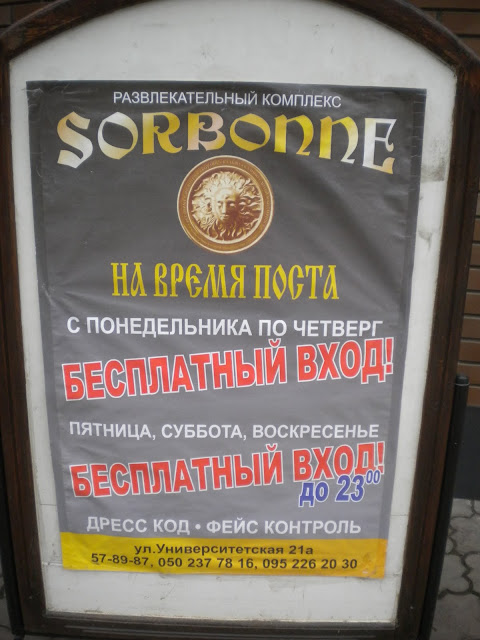 РАЗВЛЕКАТЕЛЬНЫЙ КОМПЛЕКС
SORBONNE
НА ВРЕМЯ ПОСТА
С ПОНЕДЕЛЬНИКА ПО ЧЕТВЕРГ
БЕСПЛАТНЫЙ ВХОД!
ПЯТНИЦА, СУББОТА, ВОСКРЕСЕНЬЕ
БЕСПЛАТНЫЙ ВХОД!
до 23⁰⁰
ДРЕСС КОД • ФЕЙС КОНТРОЛЬ
ул.Университетская 21а
57-89-87, 050 237 78 16, 095 226 20 30